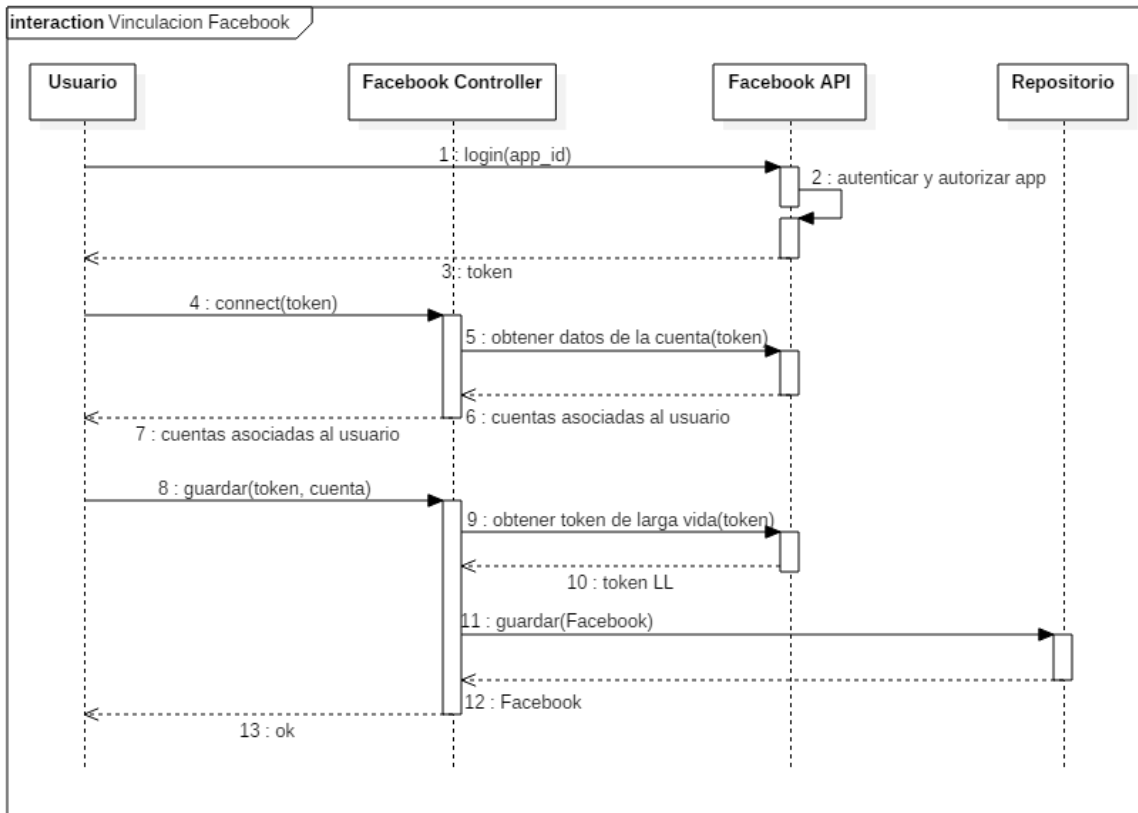 interaction Vinculacion Facebook
Usuario
Facebook Controller
Facebook API
Repositorio
1 : login(app_id)
2 : autenticar y autorizar app
3 : token
4 : connect(token)
5 : obtener datos de la cuenta(token)
6 : cuentas asociadas al usuario
7 : cuentas asociadas al usuario
8 : guardar(token, cuenta)
9 : obtener token de larga vida(token)
10 : token LL
11 : guardar(Facebook)
12 : Facebook
13 : ok